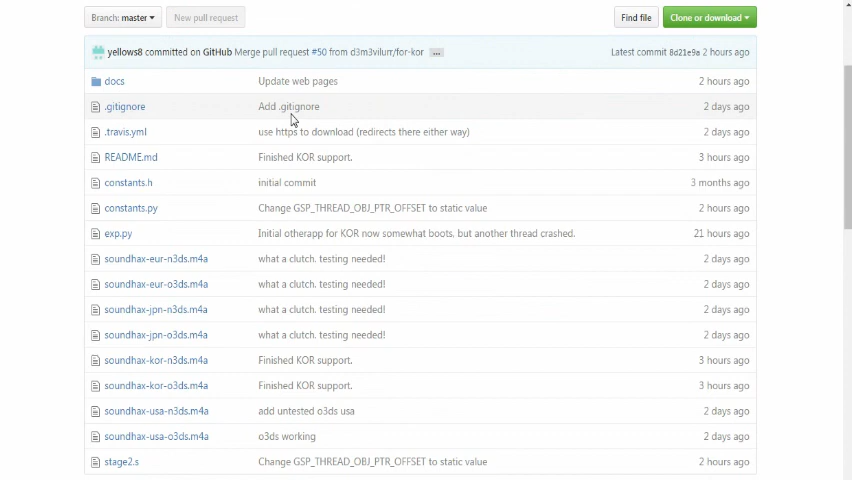 Branch: master New pull request Find file Clone or download
yellows8 committed on GitHub Merge pull request #50 from d3m3vilurr/for-kor ... Latest commit 8d21e9a 2 hours ago
docs Update web pages 2 hours ago
.gitignore Add .gitignore 2 days ago
.travis.yml use https to download (redirects there either way) 2 days ago
README.md Finished KOR support. 3 hours ago
constants.h initial commit 3 months ago
constants.py Change GSP_THREAD_OBJ_PTR_OFFSET to static value 2 hours ago
exp.py Initial otherapp for KOR now somewhat boots, but another thread crashed. 21 hours ago
soundhax-eur-n3ds.m4a what a clutch. testing needed! 2 days ago
soundhax-eur-o3ds.m4a what a clutch. testing needed! 2 days ago
soundhax-jpn-n3ds.m4a what a clutch. testing needed! 2 days ago
soundhax-jpn-o3ds.m4a what a clutch. testing needed! 2 days ago
soundhax-kor-n3ds.m4a Finished KOR support. 3 hours ago
soundhax-kor-o3ds.m4a Finished KOR support. 3 hours ago
soundhax-usa-n3ds.m4a add untested o3ds usa 2 days ago
soundhax-usa-o3ds.m4a o3ds working 2 days ago
stage2.s Change GSP_THREAD_OBJ_PTR_OFFSET to static value 2 hours ago